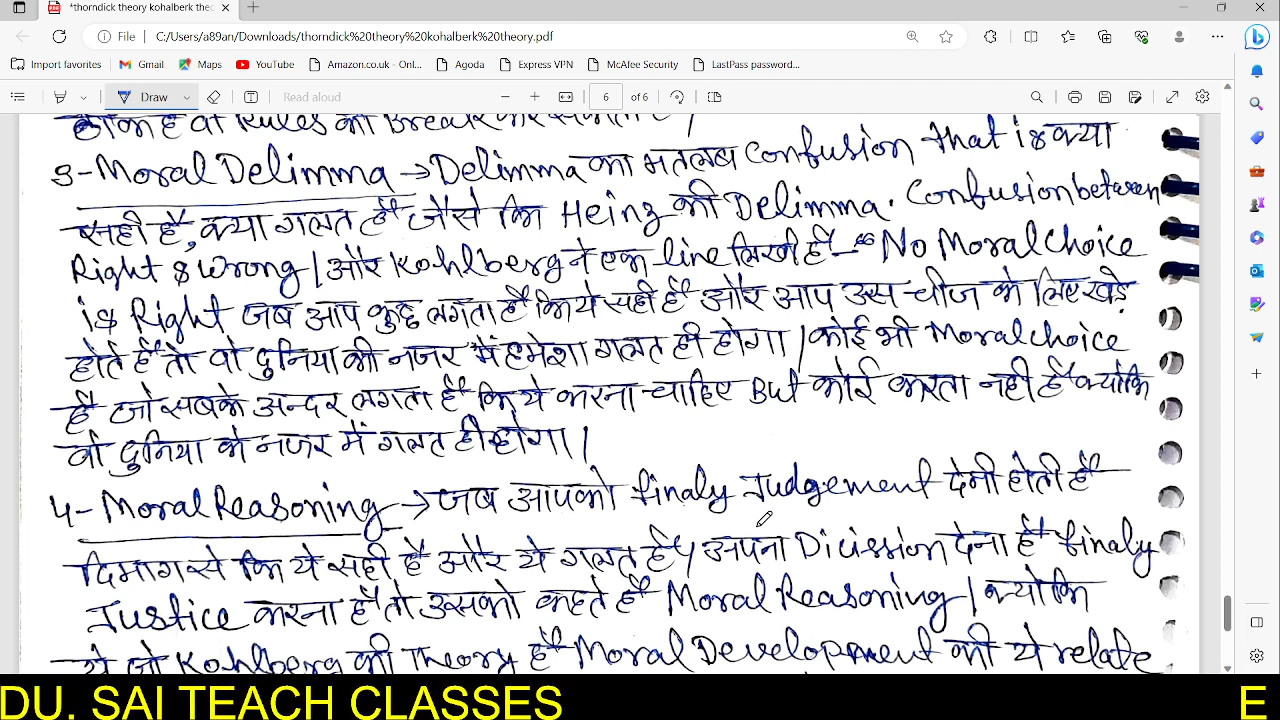 *thorndick theory kohalberk the
File C:/Users/a89an/Downloads/thorndick%20theory%20kohalberk%20theory.pdf
Import favorites Gmail Maps YouTube Amazon.co.uk - Onl... Agoda Express VPN McAfee Security LastPass password...
Draw Read aloud 6 of 6
Rules को Break कर सकता है |
3-Moral Delimma → Delimma का मतलब Confusion that is क्या
सही है, क्या गलत है जैसे कि Heinz की Delimma. Confusion between
Right & Wrong | और Kohlberg ने एक line लिखी है - "No Moral Choice
is Right जब आप कुछ लगता है कि ये सही है और आप उस चीज के लिए खड़े
होते हैं तो वो दुनिया की नजर में हमेशा गलत ही होगा | कोई भी Moral Choice
है जो सबके अन्दर लगता है कि ये करना चाहिए But कोई करता नही है क्योकि
वो दुनिया के नजर में गलत ही होगा |
4-Moral Reasoning → जब आपको finaly Judgement देनी होती है
दिमाग से कि ये सही है और ये गलत है | अपना Dicission देना है finaly
Justice करना है तो उसको कहते है Moral Reasoning | क्योकि
ये जो Kohlberg की Theory है Moral Development की ये relate
DU. SAI TEACH CLASSES E